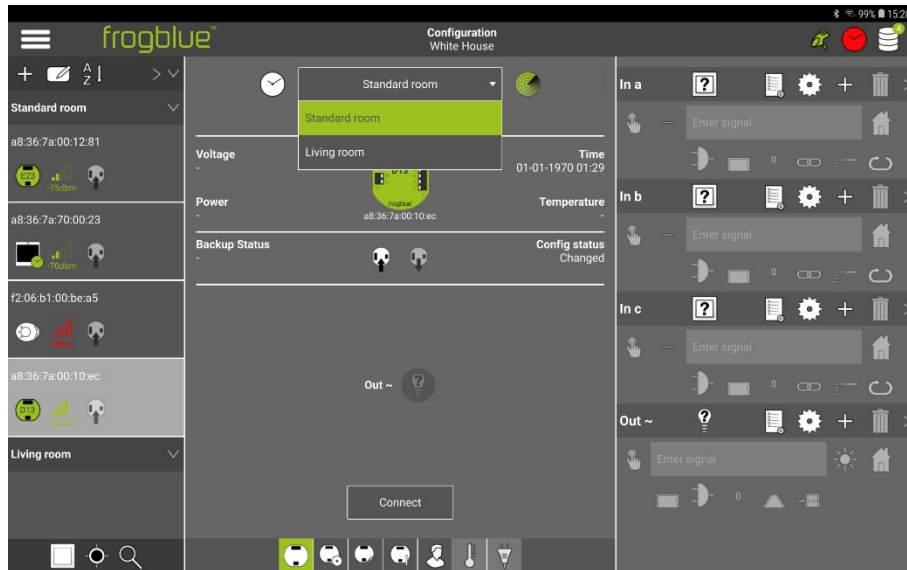 99% 15:20
frogblue™
Configuration
White House
4
A
Z
Standard room
a8:36:7a:00:12:81
E23
-75dbm
a8:36:7a:70:00:23
-70dbm
f2:06:b1:00:be:a5
a8:36:7a:00:10:ec
D13
Living room
Standard room
Standard room
Living room
Voltage
-
Time
01-01-1970 01:29
D13
frogblue
a8:36:7a:00:10:ec
Power
-
Temperature
-
Backup Status
-
Config status
Changed
Out ~
Connect
In a
Enter signal
0
In b
Enter signal
0
In c
Enter signal
0
Out ~
Enter signal
0